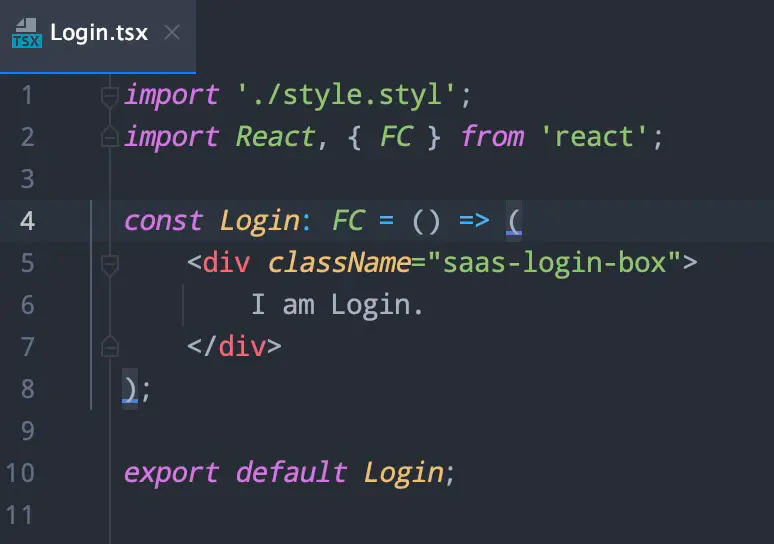 TSX Login.tsx ×
1 import './style.styl';
2 import React, { FC } from 'react';
3
4 const Login: FC = () => (
5     <div className="saas-login-box">
6         I am Login.
7     </div>
8 );
9
10 export default Login;
11